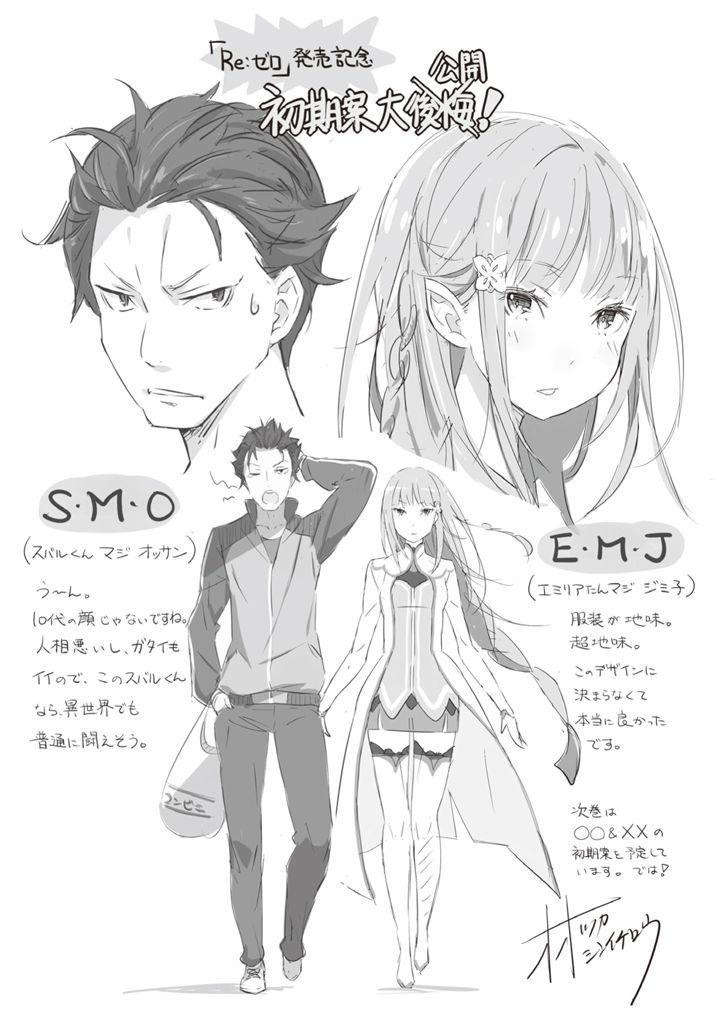 「Re:ゼロ」発売記念
公開
初期案大後悔!
S・M・O
(スバルくん マジ オッサン)
う〜ん。
10代の顔じゃないですね。
人相悪いし、ガタイも
イイので、このスバルくん
なら、異世界でも
普通に闘えそう。
コンビニ
E・M・J
(エミリアたんマジ ジミ子)
服装が地味。
超地味。
このデザインに
決まらなくて
本当に良かった
です。
次巻は
○○&××の
初期案を予定して
います。では!
大塚
シンイチロウ